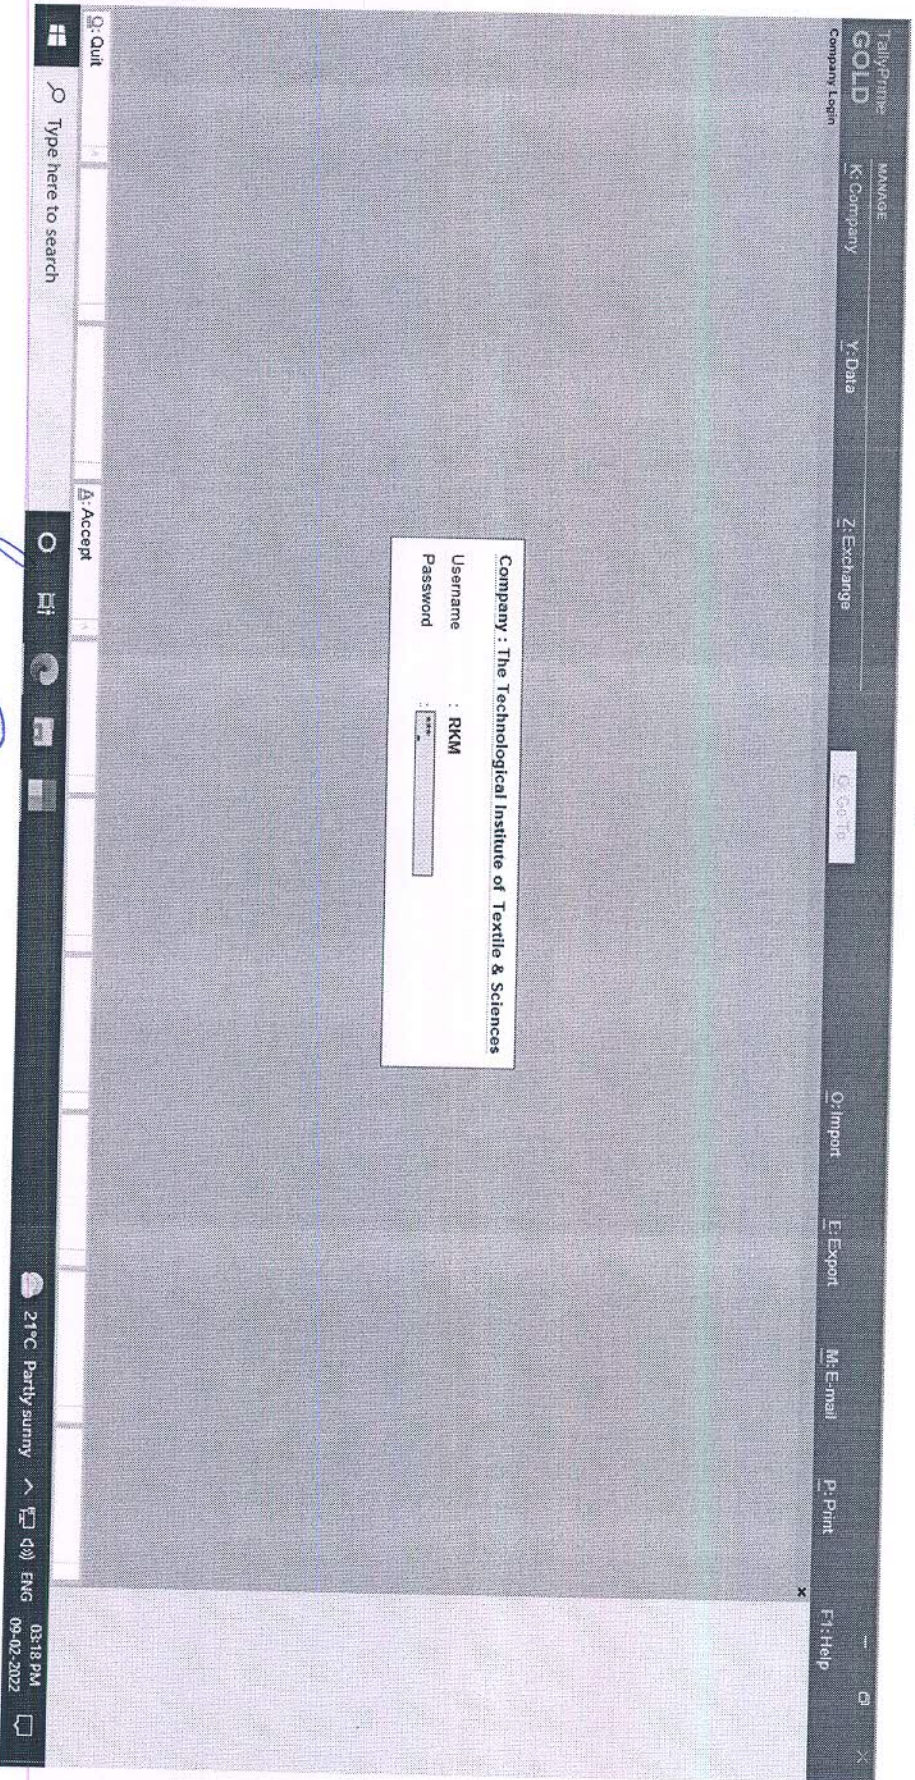 TallyPrime
GOLD
MANAGE
K: Company
Y: Data
Z: Exchange
G: Go To
O: Import
E: Export
M: E-mail
P: Print
F1: Help
Company Login
Company : The Technological Institute of Textile & Sciences
Username : RKM
Password : ***
Q: Quit
A: Accept
Type here to search
21°C Partly sunny
ENG
03:18 PM
09-02-2022